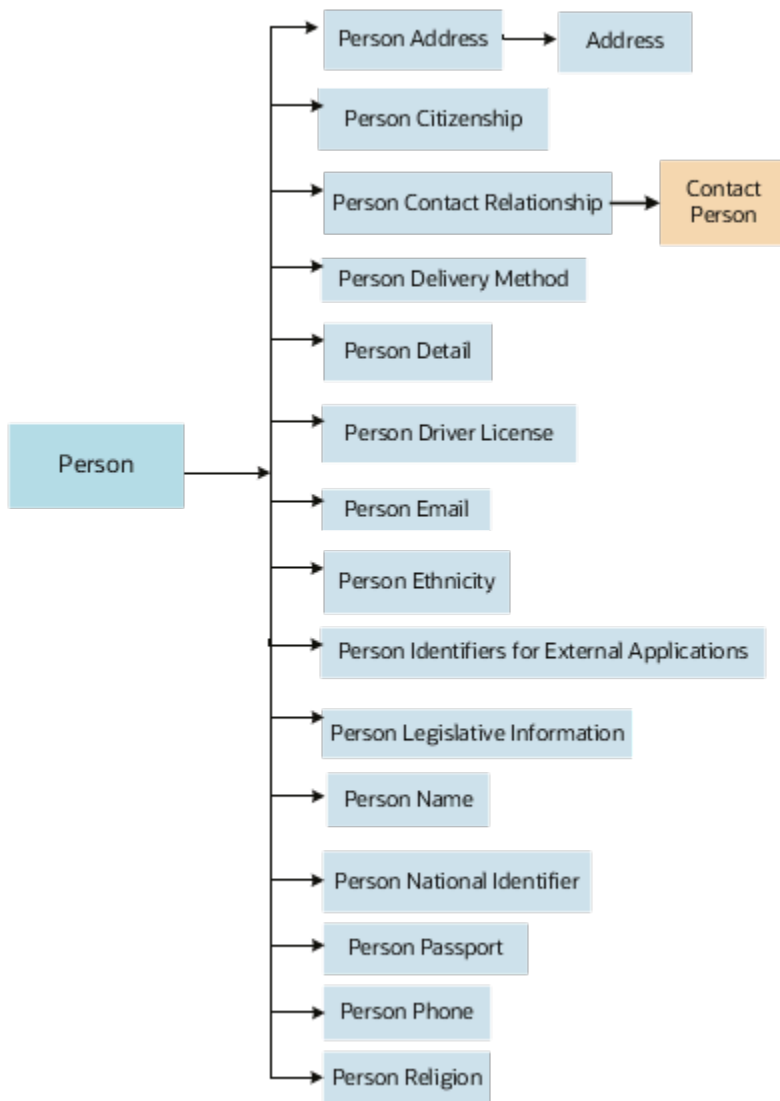 Person Address
Address
Person Citizenship
Person Contact Relationship
Contact
Person
Person Delivery Method
Person Detail
Person Driver License
Person
Person Email
Person Ethnicity
Person Identifiers for External Applications
Person Legislative Information
Person Name
Person National Identifier
Person Passport
Person Phone
Person Religion